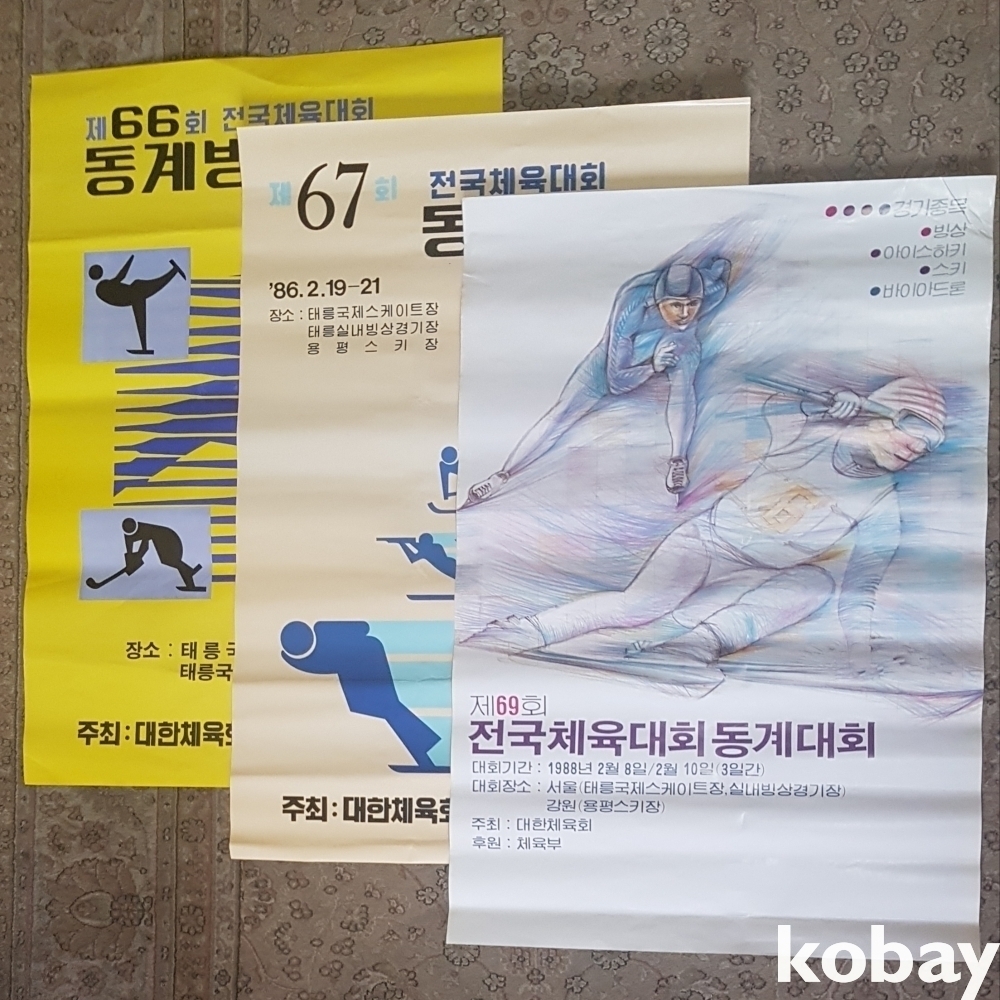 제66회 전국체육대회
동계
장소 : 태릉
태릉국
주최 : 대한체육회
제67회 전국체육대회
동
'86.2.19-21
장소 : 태릉국제스케이트장
태릉실내빙상경기장
용평스키장
주최 : 대한체육회
●●●●경기종목
●빙상
●아이스하키
●스키
●바이아드론
제69회
전국체육대회 동계대회
대회기간 : 1988년 2월 8일/2월 10일(3일간)
대회장소 : 서울(태릉국제스케이트장,실내빙상경기장)
강원(용평스키장)
주최 : 대한체육회
후원 : 체육부
kobay